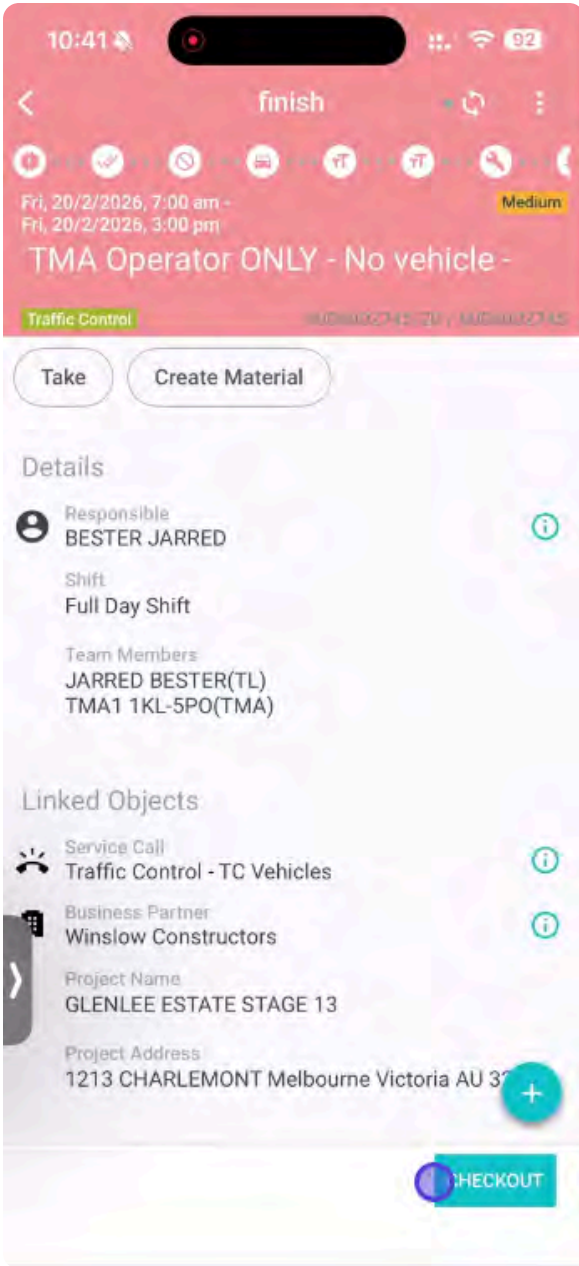 10:41
92
finish
Fri, 20/2/2026, 7:00 am -
Fri, 20/2/2026, 3:00 pm
Medium
TMA Operator ONLY - No vehicle -
Traffic Control
Take
Create Material
Details
Responsible
BESTER JARRED
Shift
Full Day Shift
Team Members
JARRED BESTER(TL)
TMA1 1KL-5PO(TMA)
Linked Objects
Service Call
Traffic Control - TC Vehicles
Business Partner
Winslow Constructors
Project Name
GLENLEE ESTATE STAGE 13
Project Address
1213 CHARLEMONT Melbourne Victoria AU
CHECKOUT